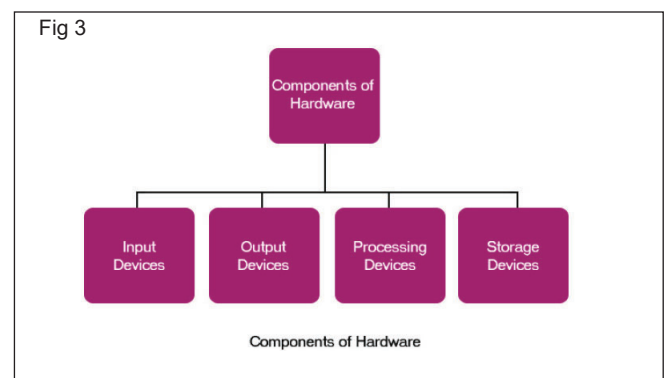 Fig 3
Components of
Hardware
Input
Devices
Output
Devices
Processing
Devices
Storage
Devices
Components of Hardware